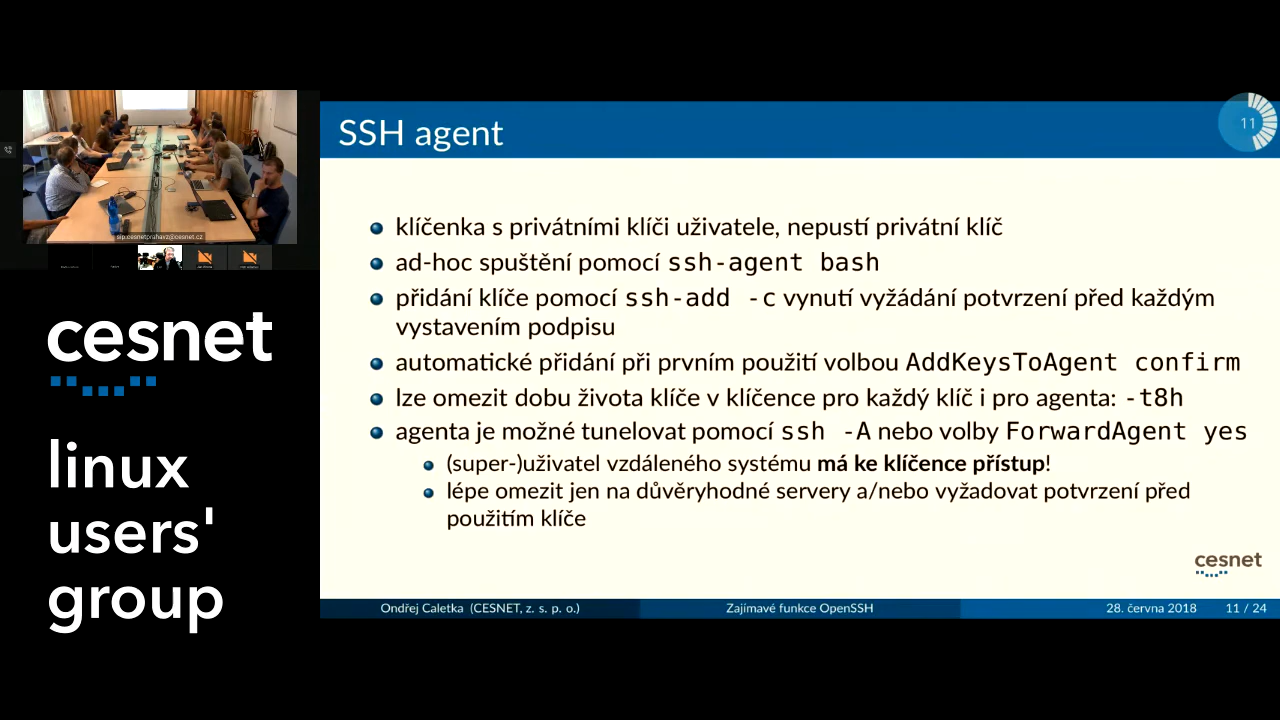 sip.cesnetprahavz@cesnet.cz
cesnet
linux
users'
group
SSH agent
11
klíčenka s privátními klíči uživatele, nepustí privátní klíč
ad-hoc spuštění pomocí ssh-agent bash
přidání klíče pomocí ssh-add -c vynutí vyžádání potvrzení před každým
vystavením podpisu
automatické přidání při prvním použití volbou AddKeysToAgent confirm
lze omezit dobu života klíče v klíčence pro každý klíč i pro agenta: -t8h
agenta je možné tunelovat pomocí ssh -A nebo volby ForwardAgent yes
(super-)uživatel vzdáleného systému má ke klíčence přístup!
lépe omezit jen na důvěryhodné servery a/nebo vyžadovat potvrzení před
použitím klíče
cesnet
Ondřej Caletka (CESNET, z. s. p. o.)
Zajímavé funkce OpenSSH
28. června 2018
11 / 24